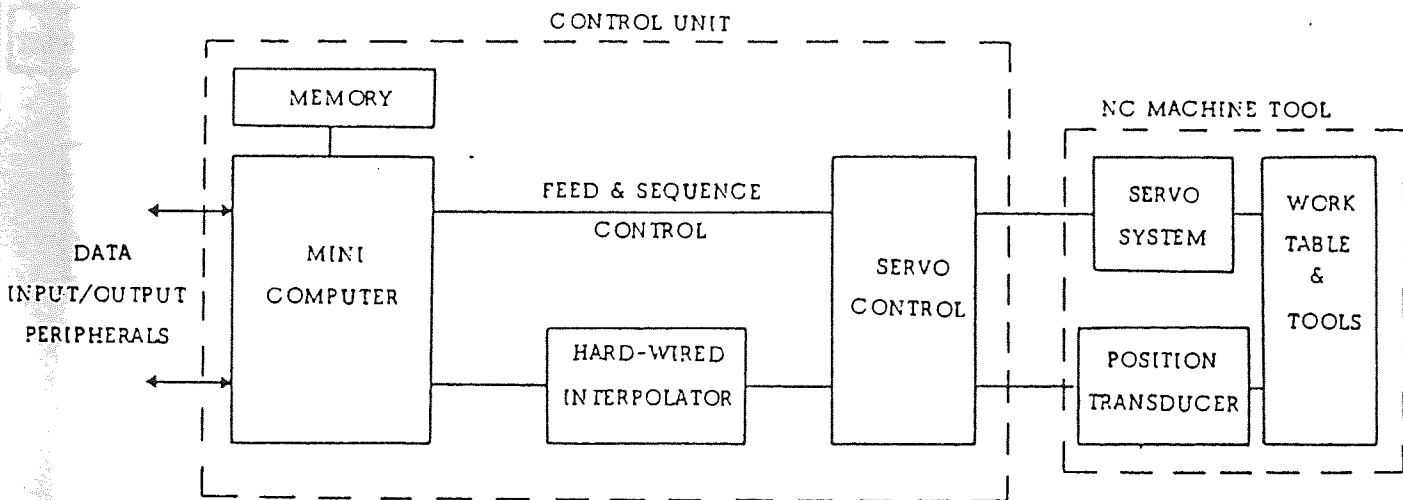 CONTROL UNIT
MEMORY
NC MACHINE TOOL
FEED & SEQUENCE
CONTROL
DATA
INPUT/OUTPUT
PERIPHERALS
MINI
COMPUTER
HARD-WIRED
INTERPOLATOR
SERVO
CONTROL
SERVO
SYSTEM
POSITION
TRANSDUCER
WORK
TABLE
&
TOOLS